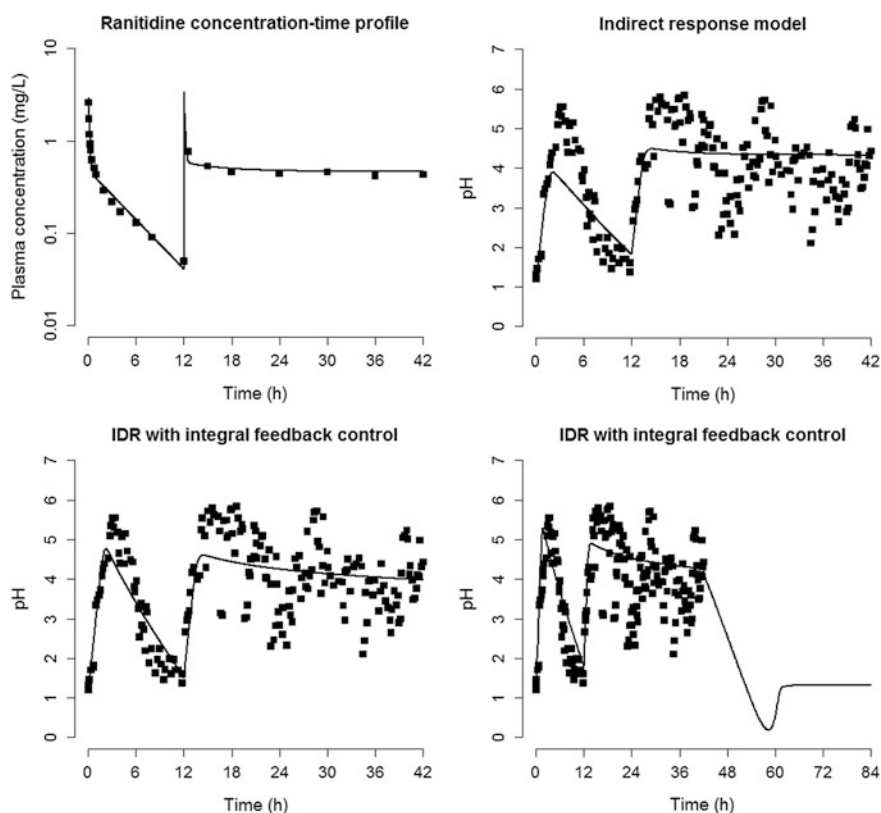 Ranitidine concentration-time profile
Plasma concentration (mg/L)
10
1
0.1
0.01
0 6 12 18 24 30 36 42
Time (h)
Indirect response model
pH
7
6
5
4
3
2
1
0
0 6 12 18 24 30 36 42
Time (h)
IDR with integral feedback control
pH
7
6
5
4
3
2
1
0
0 6 12 18 24 30 36 42
Time (h)
IDR with integral feedback control
pH
7
6
5
4
3
2
1
0
0 12 24 36 48 60 72 84
Time (h)